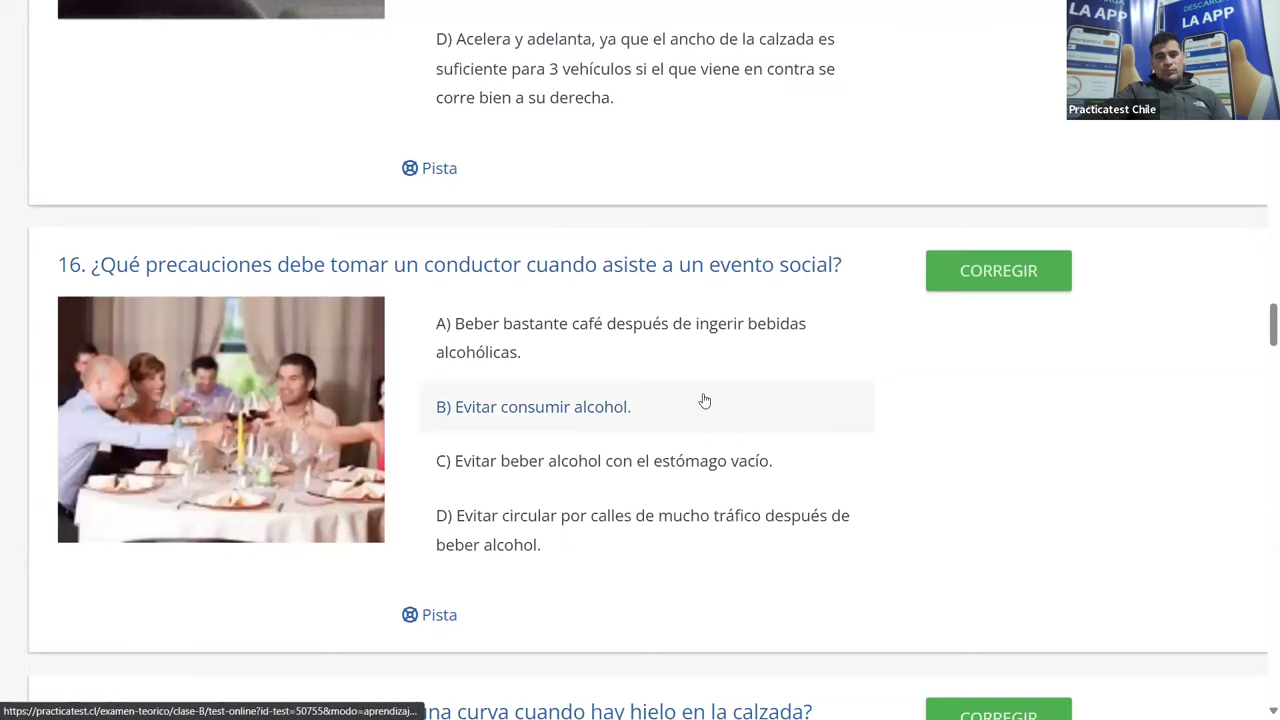 D) Acelera y adelanta, ya que el ancho de la calzada es
suficiente para 3 vehículos si el que viene en contra se
corre bien a su derecha.
LA APP
DESCAR
LA APP
Practicatest Chile
Pista
16. ¿Qué precauciones debe tomar un conductor cuando asiste a un evento social?
CORREGIR
A) Beber bastante café después de ingerir bebidas
alcohólicas.
B) Evitar consumir alcohol.
C) Evitar beber alcohol con el estómago vacío.
D) Evitar circular por calles de mucho tráfico después de
beber alcohol.
Pista
https://practicatest.cl/examen-teorico/clase-B/test-online?id-test=50755&modo=aprendizaj...
una curva cuando hay hielo en la calzada?
CORREGIR